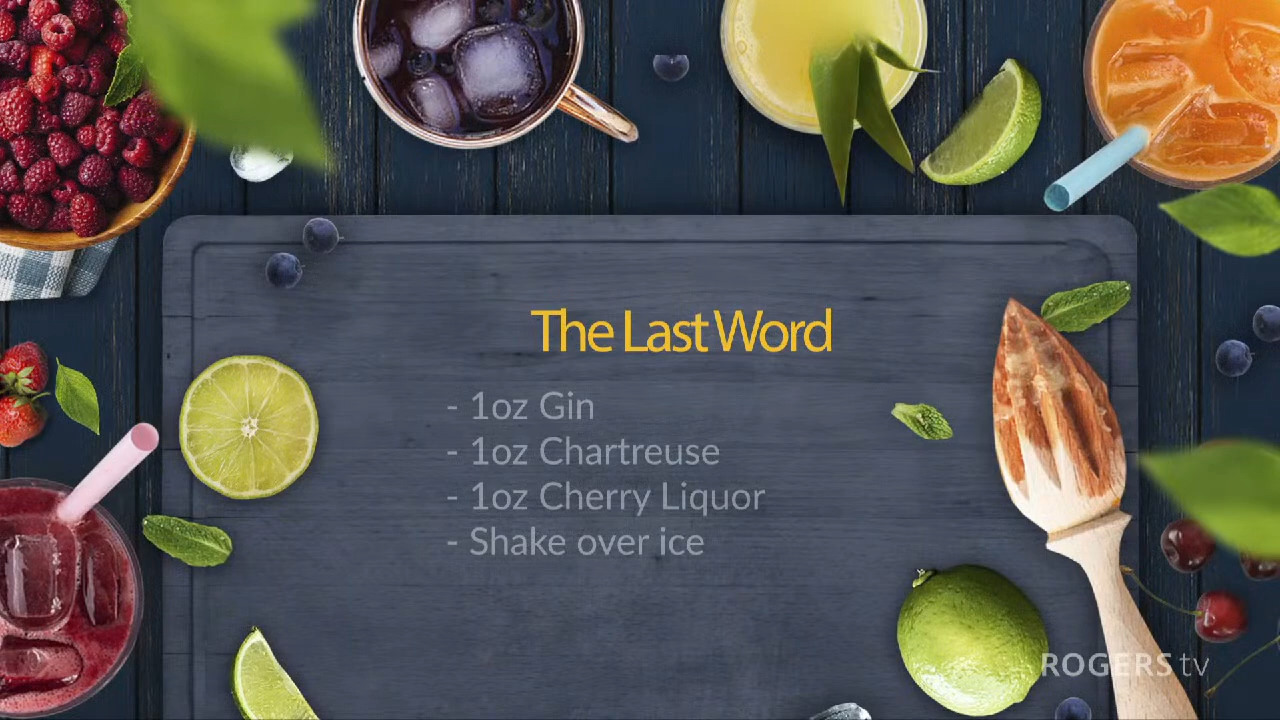 The Last Word
- 1oz Gin
- 1oz Chartreuse
- 1oz Cherry Liquor
- Shake over ice
ROGERS tv